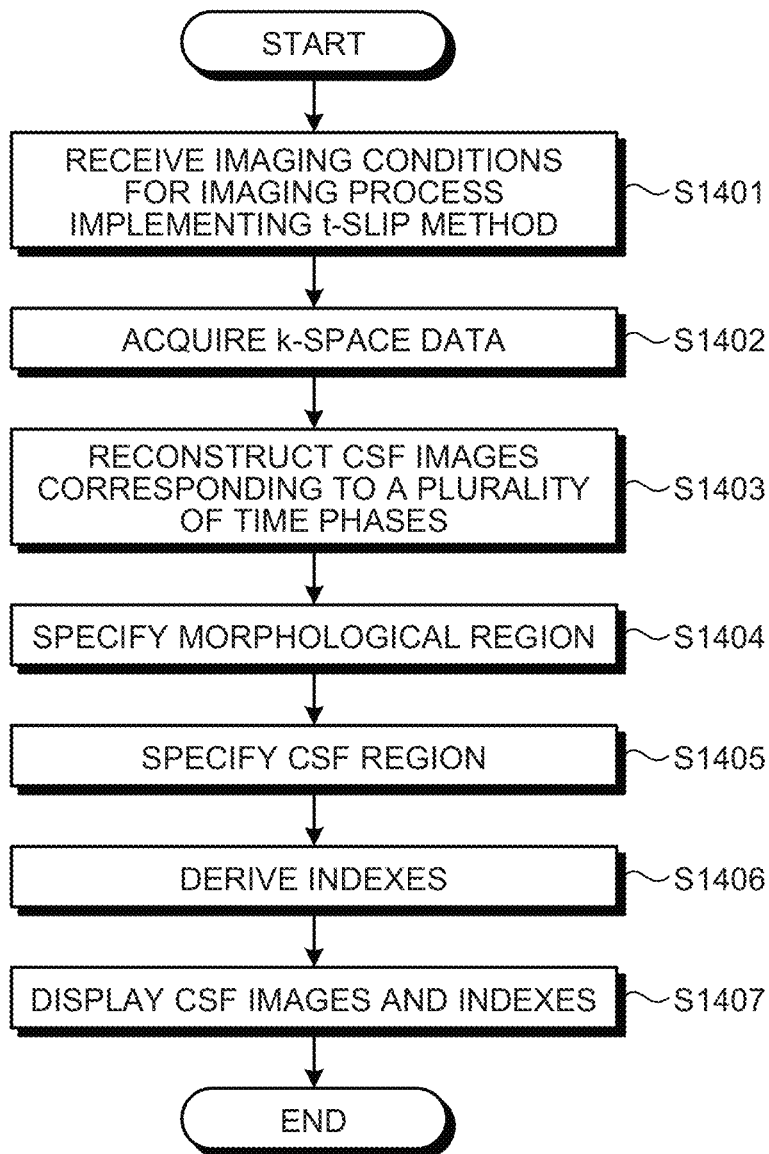 START
RECEIVE IMAGING CONDITIONS
FOR IMAGING PROCESS
IMPLEMENTING t-SLIP METHOD
S1401
ACQUIRE k-SPACE DATA
S1402
RECONSTRUCT CSF IMAGES
CORRESPONDING TO A PLURALITY
OF TIME PHASES
S1403
SPECIFY MORPHOLOGICAL REGION
S1404
SPECIFY CSF REGION
S1405
DERIVE INDEXES
S1406
DISPLAY CSF IMAGES AND INDEXES
S1407
END